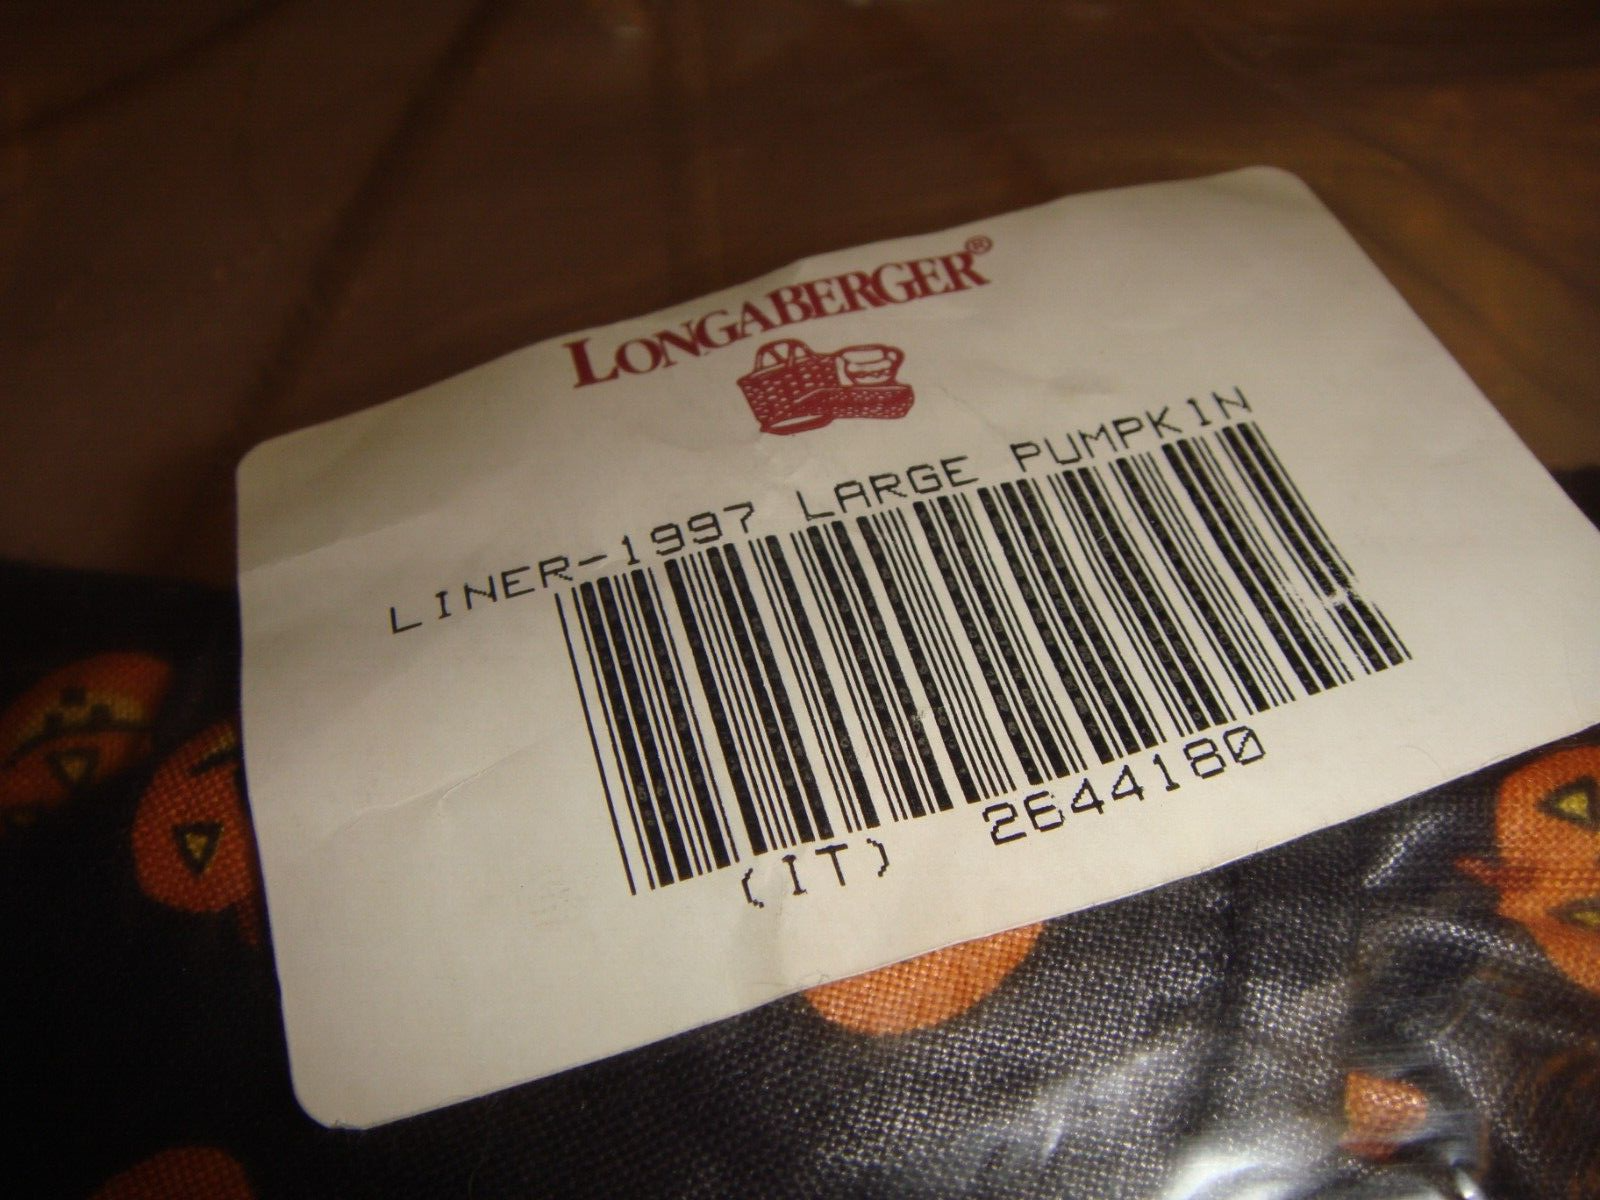 LONGABERGER®
LINER-1997 LARGE PUMPKIN
(IT) 2644180